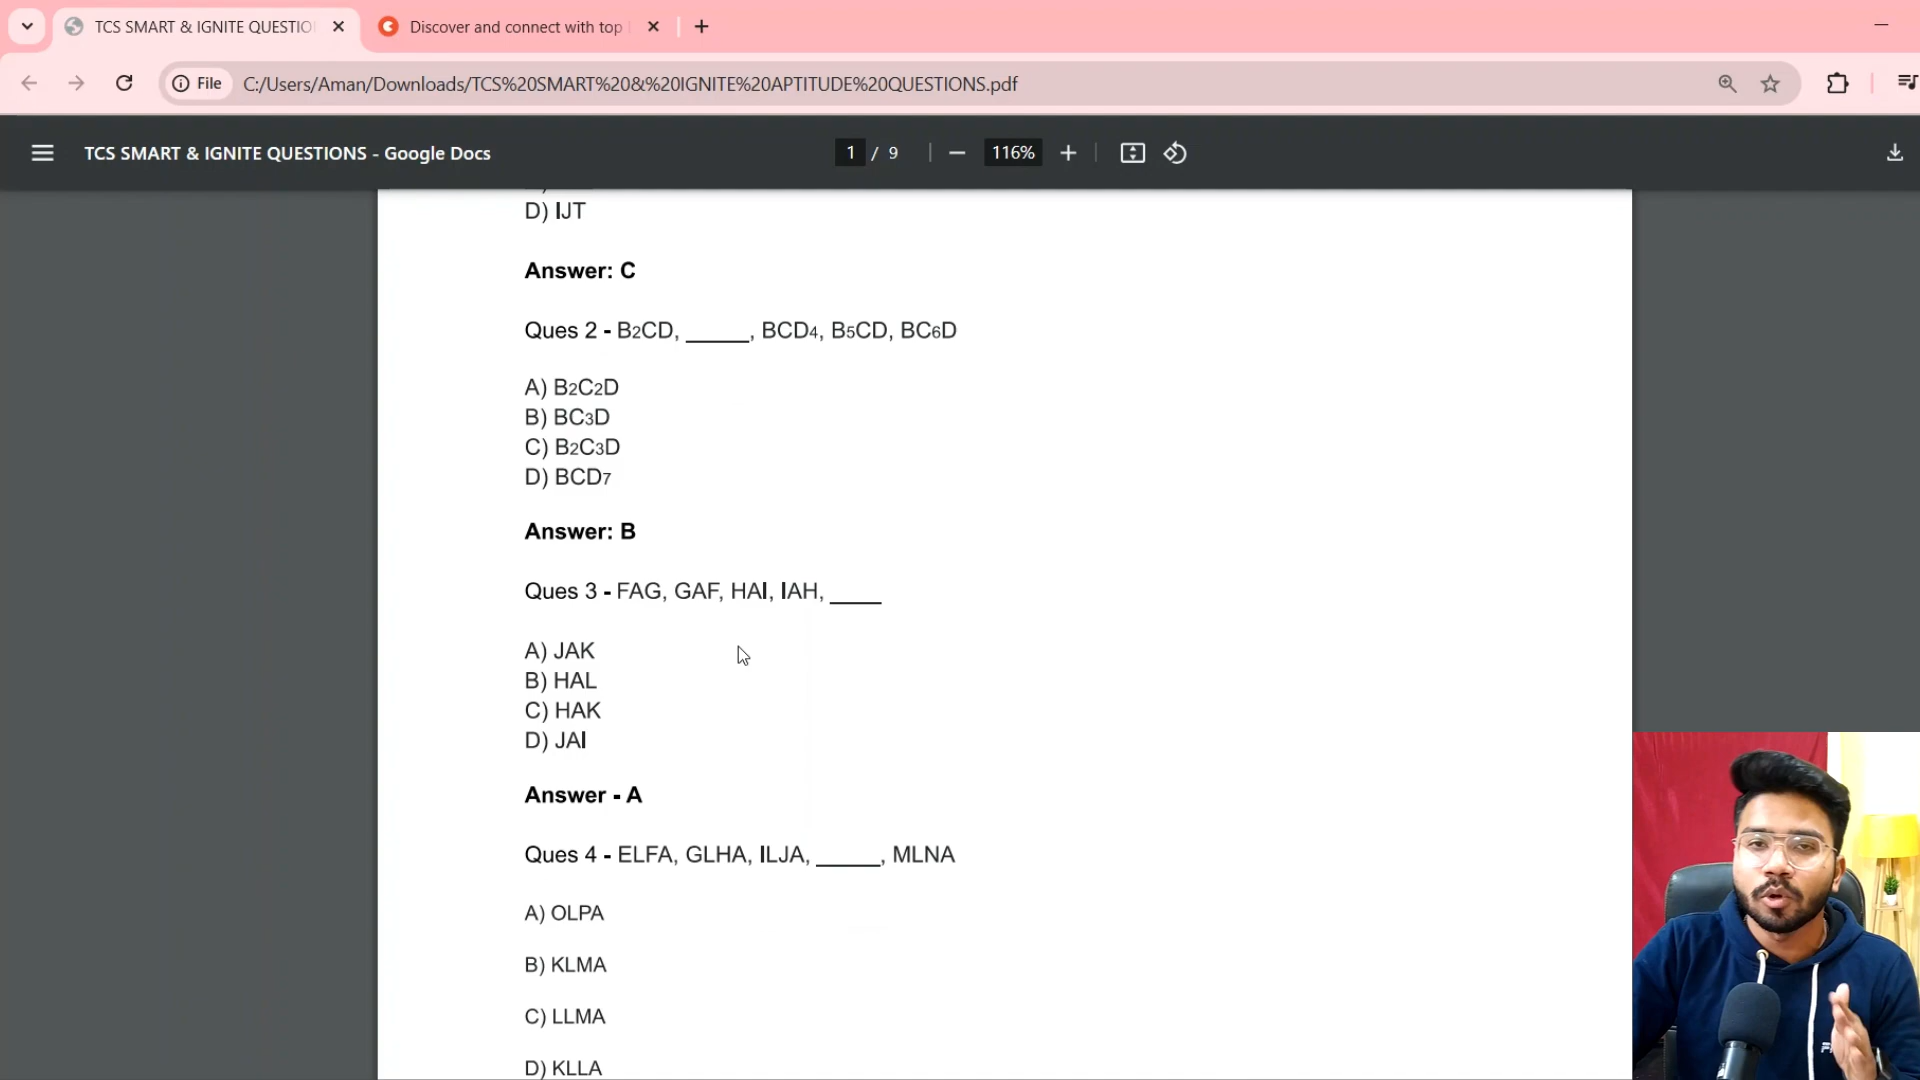 TCS SMART & IGNITE QUESTIO
Discover and connect with top
File
C:/Users/Aman/Downloads/TCS%20SMART%20&%20IGNITE%20APTITUDE%20QUESTIONS.pdf
TCS SMART & IGNITE QUESTIONS - Google Docs
1 / 9
116%
D) IJT
Answer: C
Ques 2 - B2CD, _____, BCD4, B5CD, BC6D
A) B2C2D
B) BC3D
C) B2C3D
D) BCD7
Answer: B
Ques 3 - FAG, GAF, HAI, IAH, ____
A) JAK
B) HAL
C) HAK
D) JAI
Answer - A
Ques 4 - ELFA, GLHA, ILJA, _____, MLNA
A) OLPA
B) KLMA
C) LLMA
D) KLLA